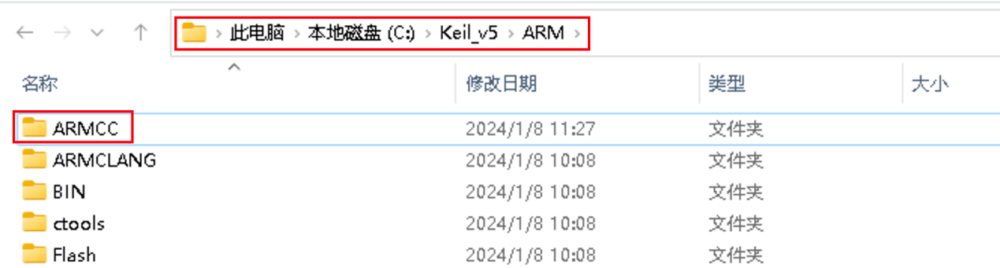 此电脑 > 本地磁盘 (C:) > Keil_v5 > ARM >
名称 修改日期 类型 大小
ARMCC 2024/1/8 11:27 文件夹
ARMCLANG 2024/1/8 10:08 文件夹
BIN 2024/1/8 10:08 文件夹
ctools 2024/1/8 10:08 文件夹
Flash 2024/1/8 10:08 文件夹